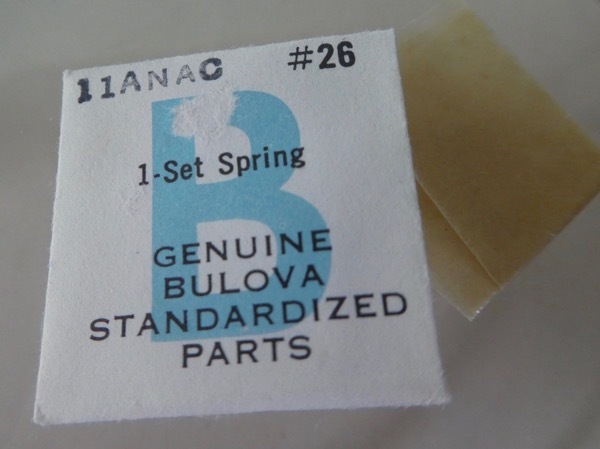 11ANAC #26
B
1-Set Spring
GENUINE
BULOVA
STANDARDIZED
PARTS